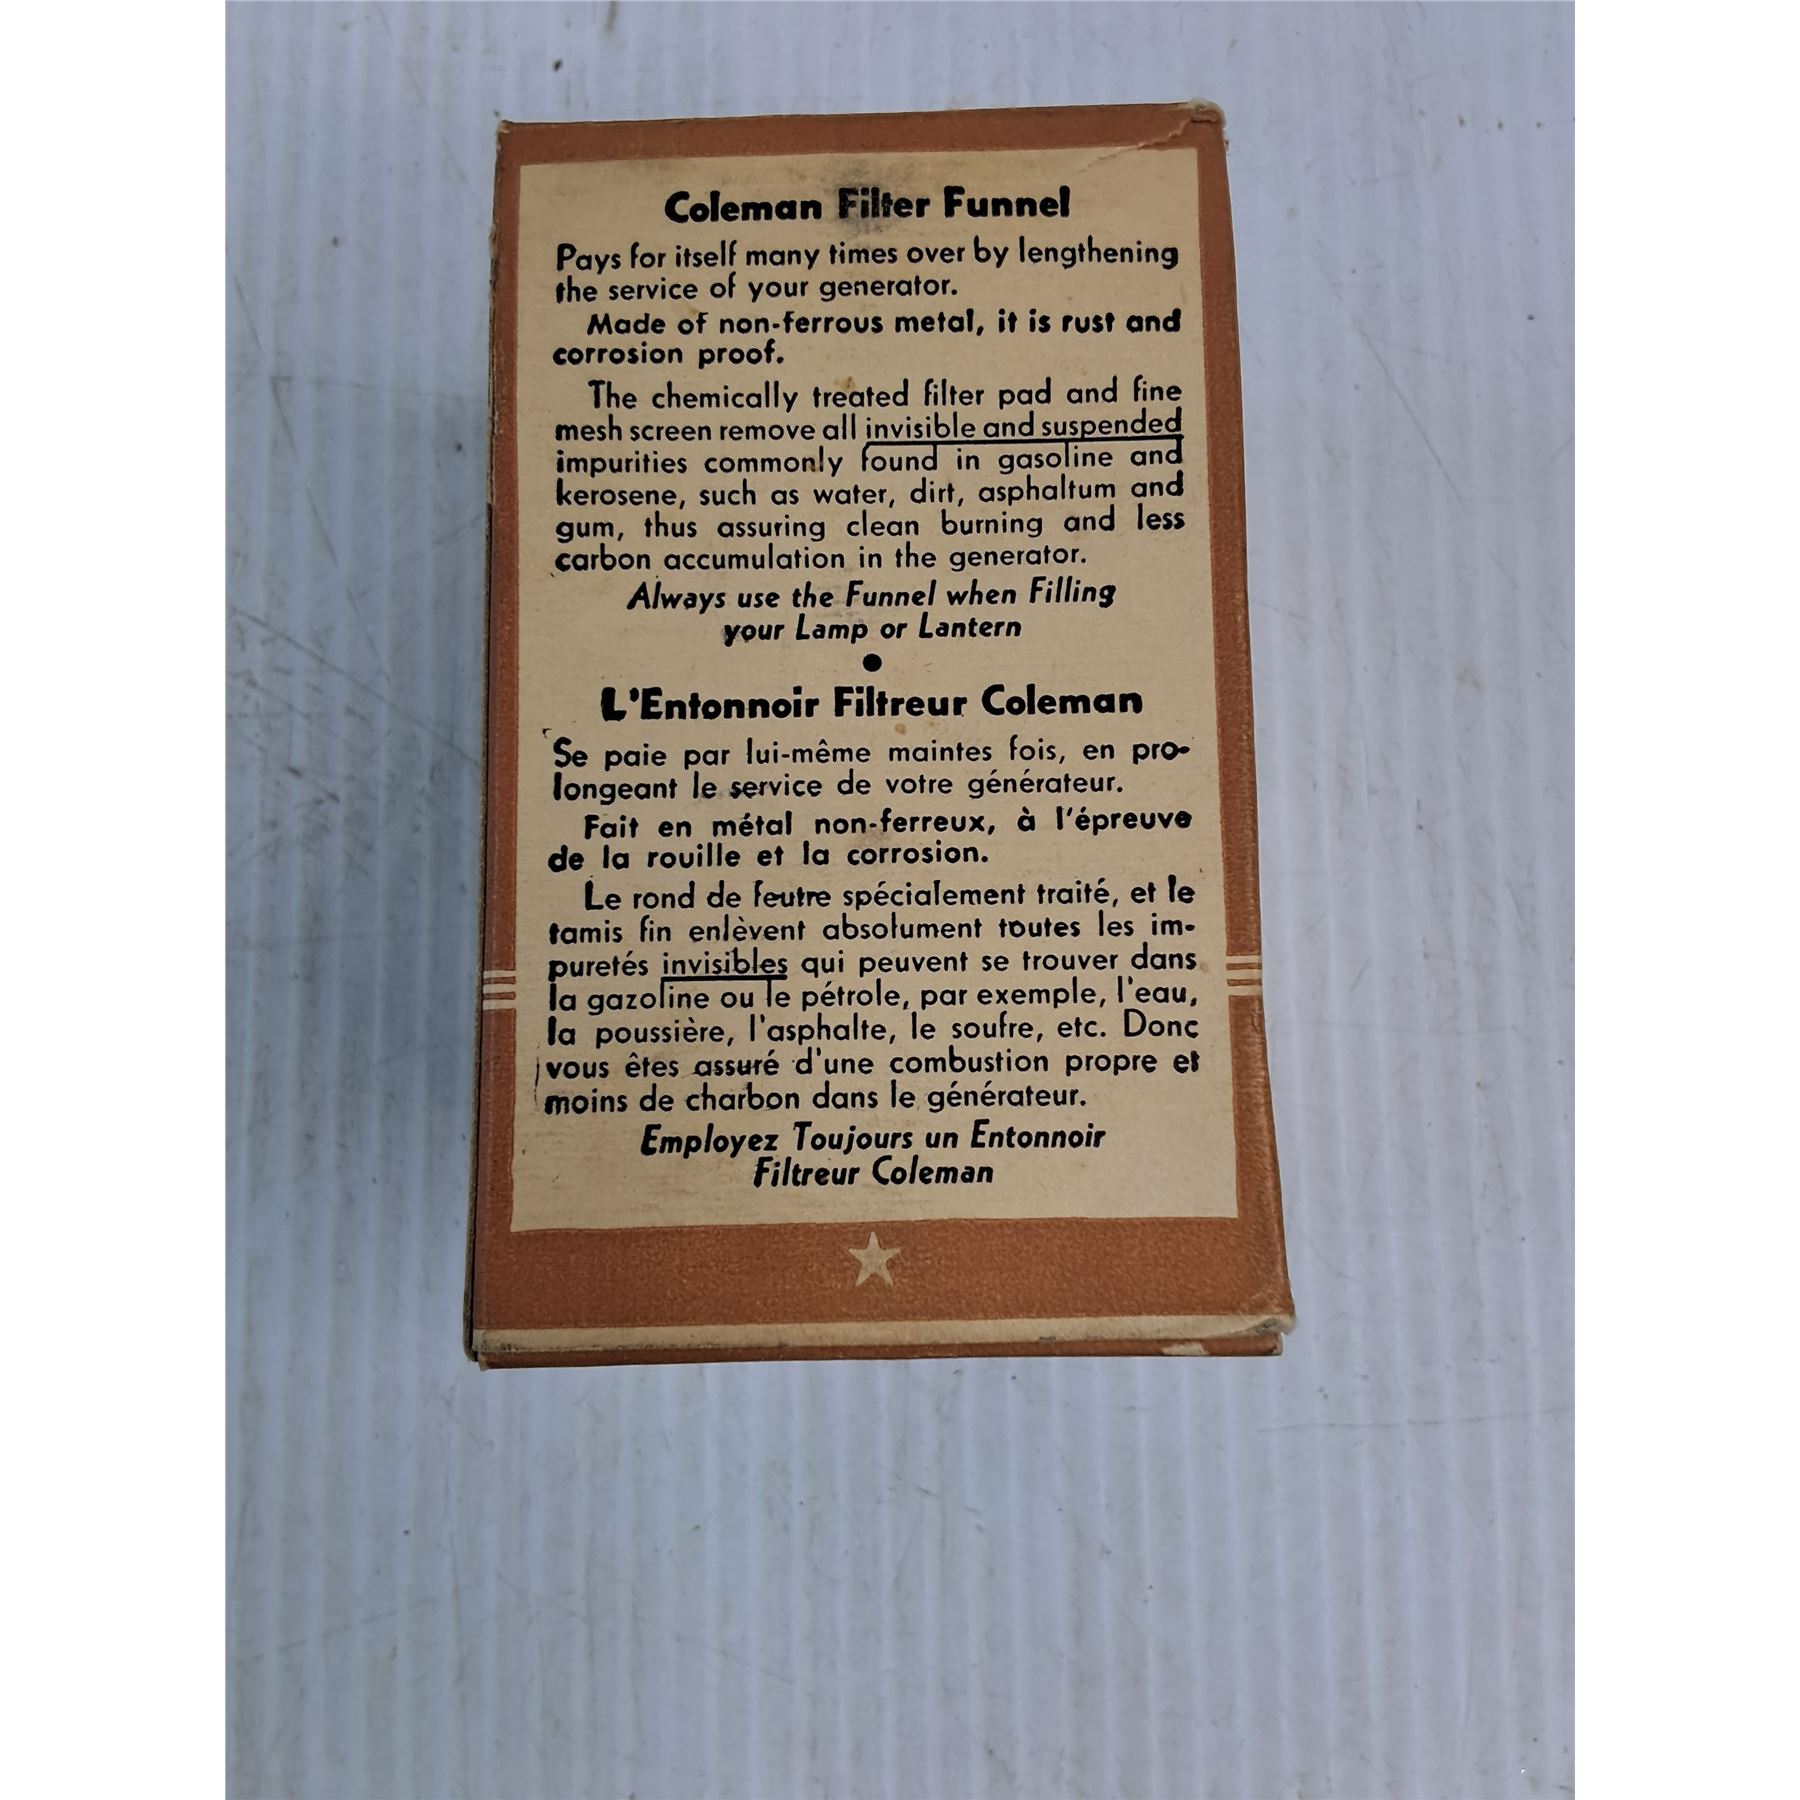 Coleman Filter Funnel
Pays for itself many times over by lengthening
the service of your generator.
Made of non-ferrous metal, it is rust and
corrosion proof.
The chemically treated filter pad and fine
mesh screen remove all invisible and suspended
impurities commonly found in gasoline and
kerosene, such as water, dirt, asphaltum and
gum, thus assuring clean burning and less
carbon accumulation in the generator.
Always use the Funnel when Filling
your Lamp or Lantern
●
L'Entonnoir Filtreur Coleman
Se paie par lui-même maintes fois, en pro-
longeant le service de votre générateur.
Fait en métal non-ferreux, à l'épreuve
de la rouille et la corrosion.
Le rond de feutre spécialement traité, et le
tamis fin enlèvent absolument toutes les im-
puretés invisibles qui peuvent se trouver dans
la gazoline ou le pétrole, par exemple, l'eau,
la poussière, l'asphalte, le soufre, etc. Donc
vous êtes assuré d'une combustion propre et
moins de charbon dans le générateur.
Employez Toujours un Entonnoir
Filtreur Coleman